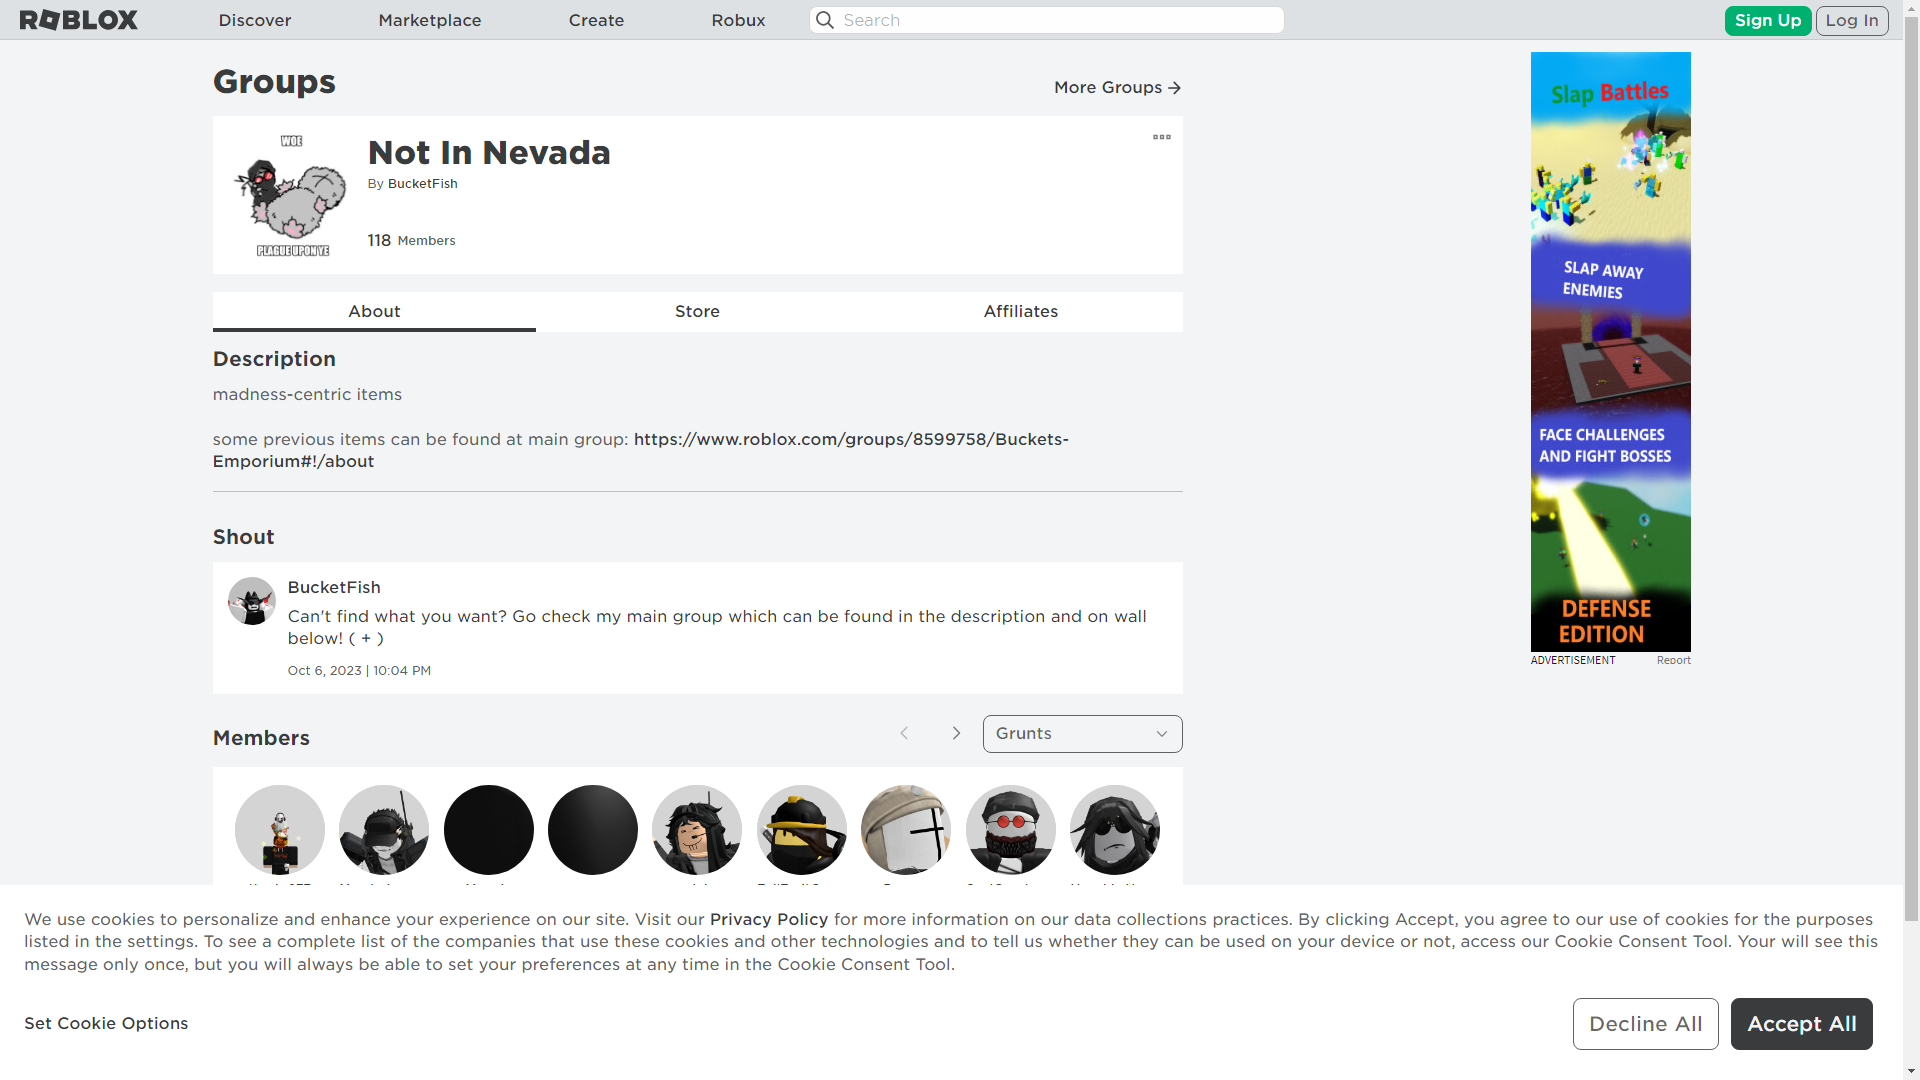 ROBLOX Discover Marketplace Create Robux Search Sign Up Log In
Groups
More Groups
WOE
PLAGUE UPON YE
Not In Nevada
By BucketFish
118 Members
About Store Affiliates
Description
madness-centric items
some previous items can be found at main group: https://www.roblox.com/groups/8599758/Buckets-
Emporium#!/about
Shout
BucketFish
Can't find what you want? Go check my main group which can be found in the description and on wall
below! ( + )
Oct 6, 2023 | 10:04 PM
Members
Grunts
Slap Battles
SLAP AWAY
ENEMIES
FACE CHALLENGES
AND FIGHT BOSSES
DEFENSE
EDITION
ADVERTISEMENT Report
We use cookies to personalize and enhance your experience on our site. Visit our Privacy Policy for more information on our data collections practices. By clicking Accept, you agree to our use of cookies for the purposes
listed in the settings. To see a complete list of the companies that use these cookies and other technologies and to tell us whether they can be used on your device or not, access our Cookie Consent Tool. Your will see this
message only once, but you will always be able to set your preferences at any time in the Cookie Consent Tool.
Set Cookie Options
Decline All
Accept All